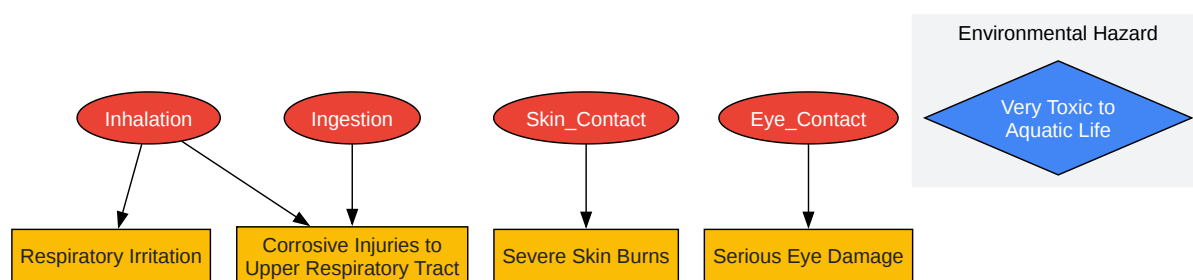 Environmental Hazard
Inhalation
Ingestion
Skin_Contact
Eye_Contact
Very Toxic to
Aquatic Life
Respiratory Irritation
Corrosive Injuries to
Upper Respiratory Tract
Severe Skin Burns
Serious Eye Damage